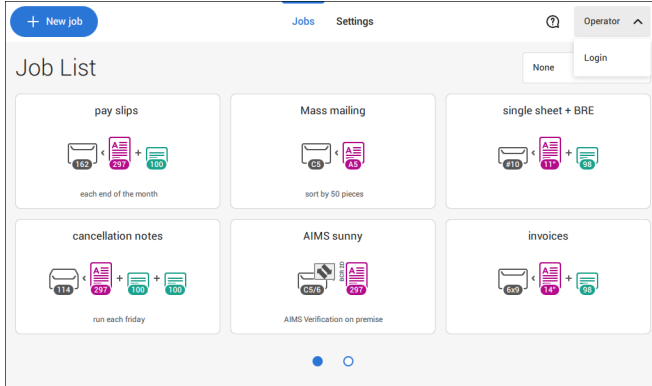 + New job
Jobs
Settings
Operator
Login
Job List
None
pay slips
162 < A 297 + 100
each end of the month
Mass mailing
C5 < A A5
sort by 50 pieces
single sheet + BRE
#10 < A 11" + 98
cancellation notes
114 < A 297 + 100 + 100
run each friday
AIMS sunny
C5/6 BCR 2D A 297
AIMS Verification on premise
invoices
6x9 < A 14" + 98